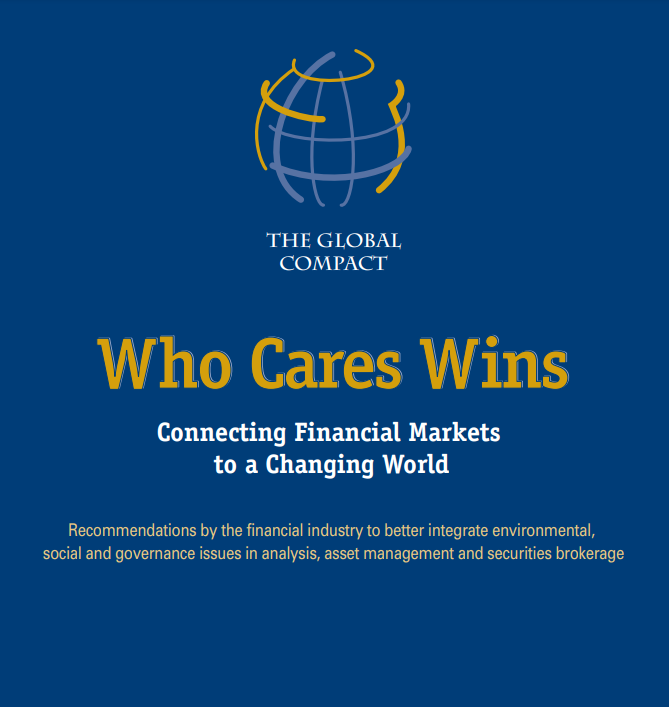 THE GLOBAL
COMPACT
Who Cares Wins
Connecting Financial Markets
to a Changing World
Recommendations by the financial industry to better integrate environmental,
social and governance issues in analysis, asset management and securities brokerage